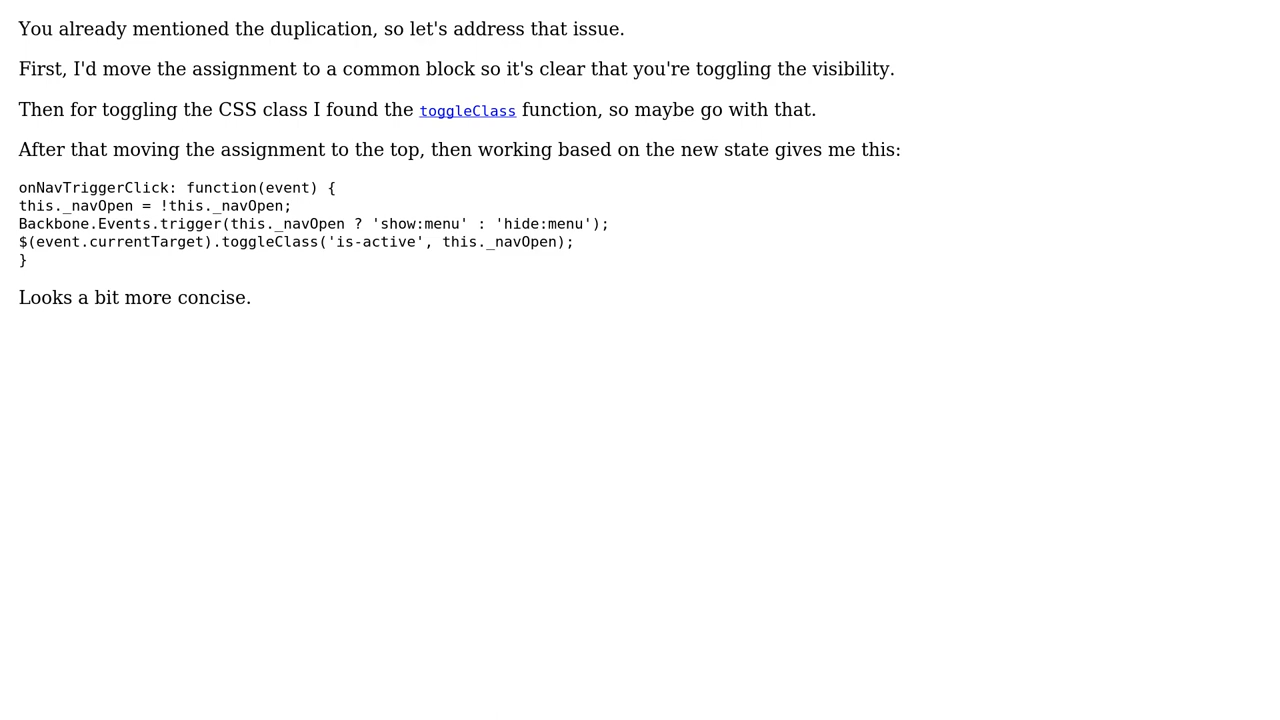 You already mentioned the duplication, so let's address that issue.
First, I'd move the assignment to a common block so it's clear that you're toggling the visibility.
Then for toggling the CSS class I found the toggleClass function, so maybe go with that.
After that moving the assignment to the top, then working based on the new state gives me this:
onNavTriggerClick: function(event) {
this._navOpen = !this._navOpen;
Backbone.Events.trigger(this._navOpen ? 'show:menu' : 'hide:menu');
$(event.currentTarget).toggleClass('is-active', this._navOpen);
}
Looks a bit more concise.